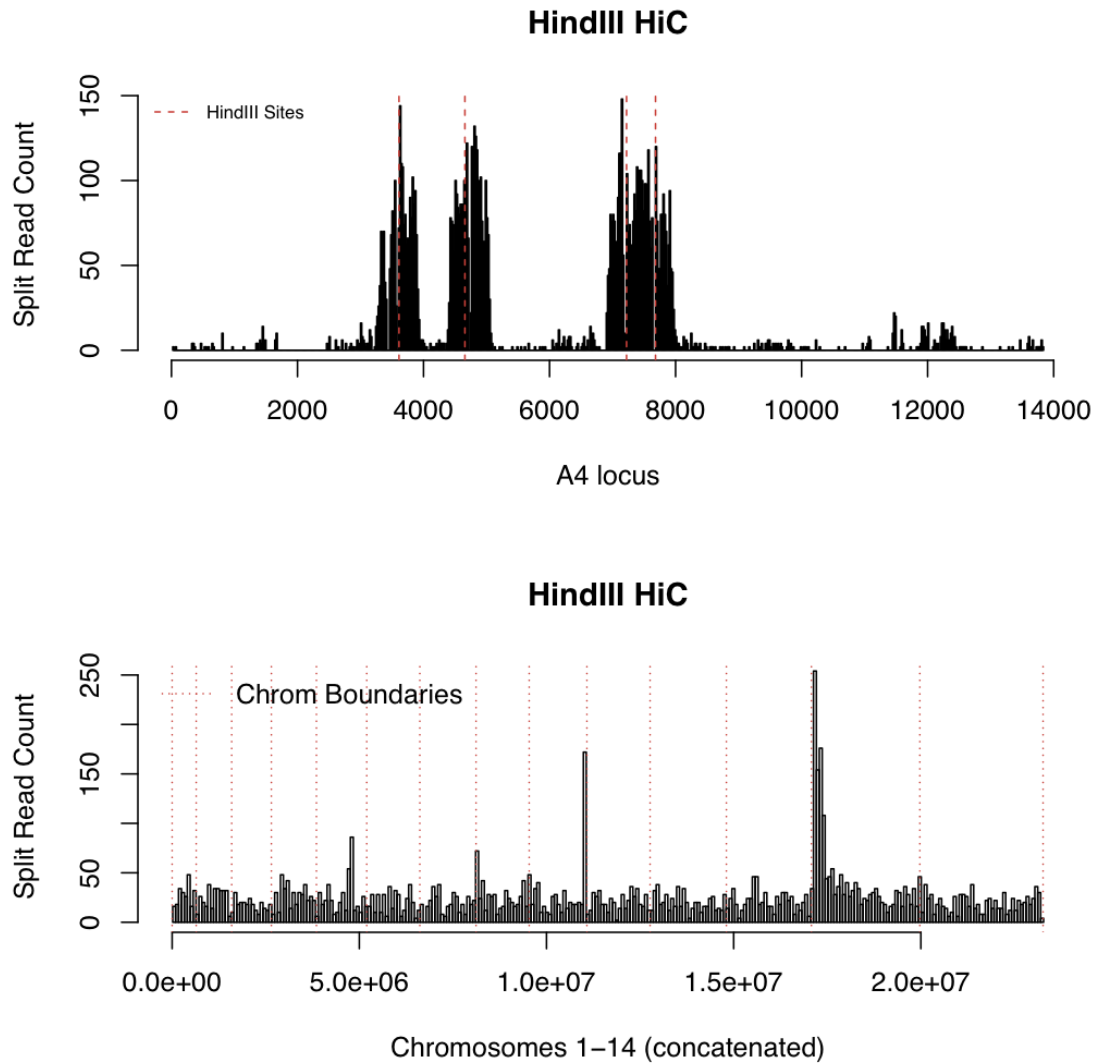 HindIII HiC
Split Read Count
150
100
50
0
HindIII Sites
0 2000 4000 6000 8000 10000 12000 14000
A4 locus
HindIII HiC
Split Read Count
250
150
50
0
Chrom Boundaries
0.0e+00 5.0e+06 1.0e+07 1.5e+07 2.0e+07
Chromosomes 1−14 (concatenated)